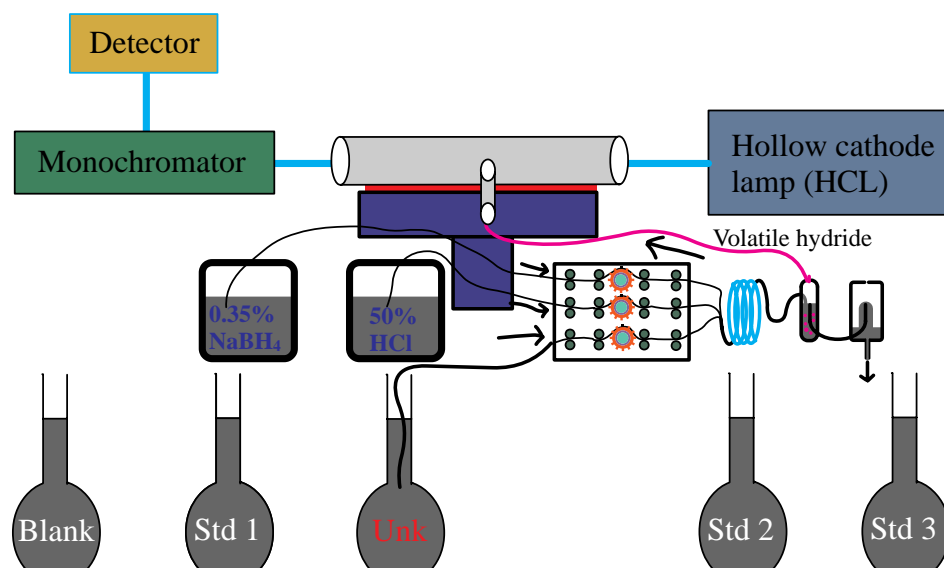 Detector
Monochromator
Hollow cathode
lamp (HCL)
Volatile hydride
0.35%
NaBH₄
50%
HCl
Blank
Std 1
Unk
Std 2
Std 3